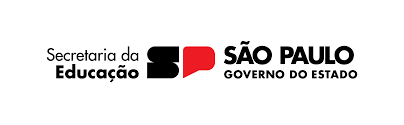 Secretaria da
Educação
SP
SÃO PAULO
GOVERNO DO ESTADO